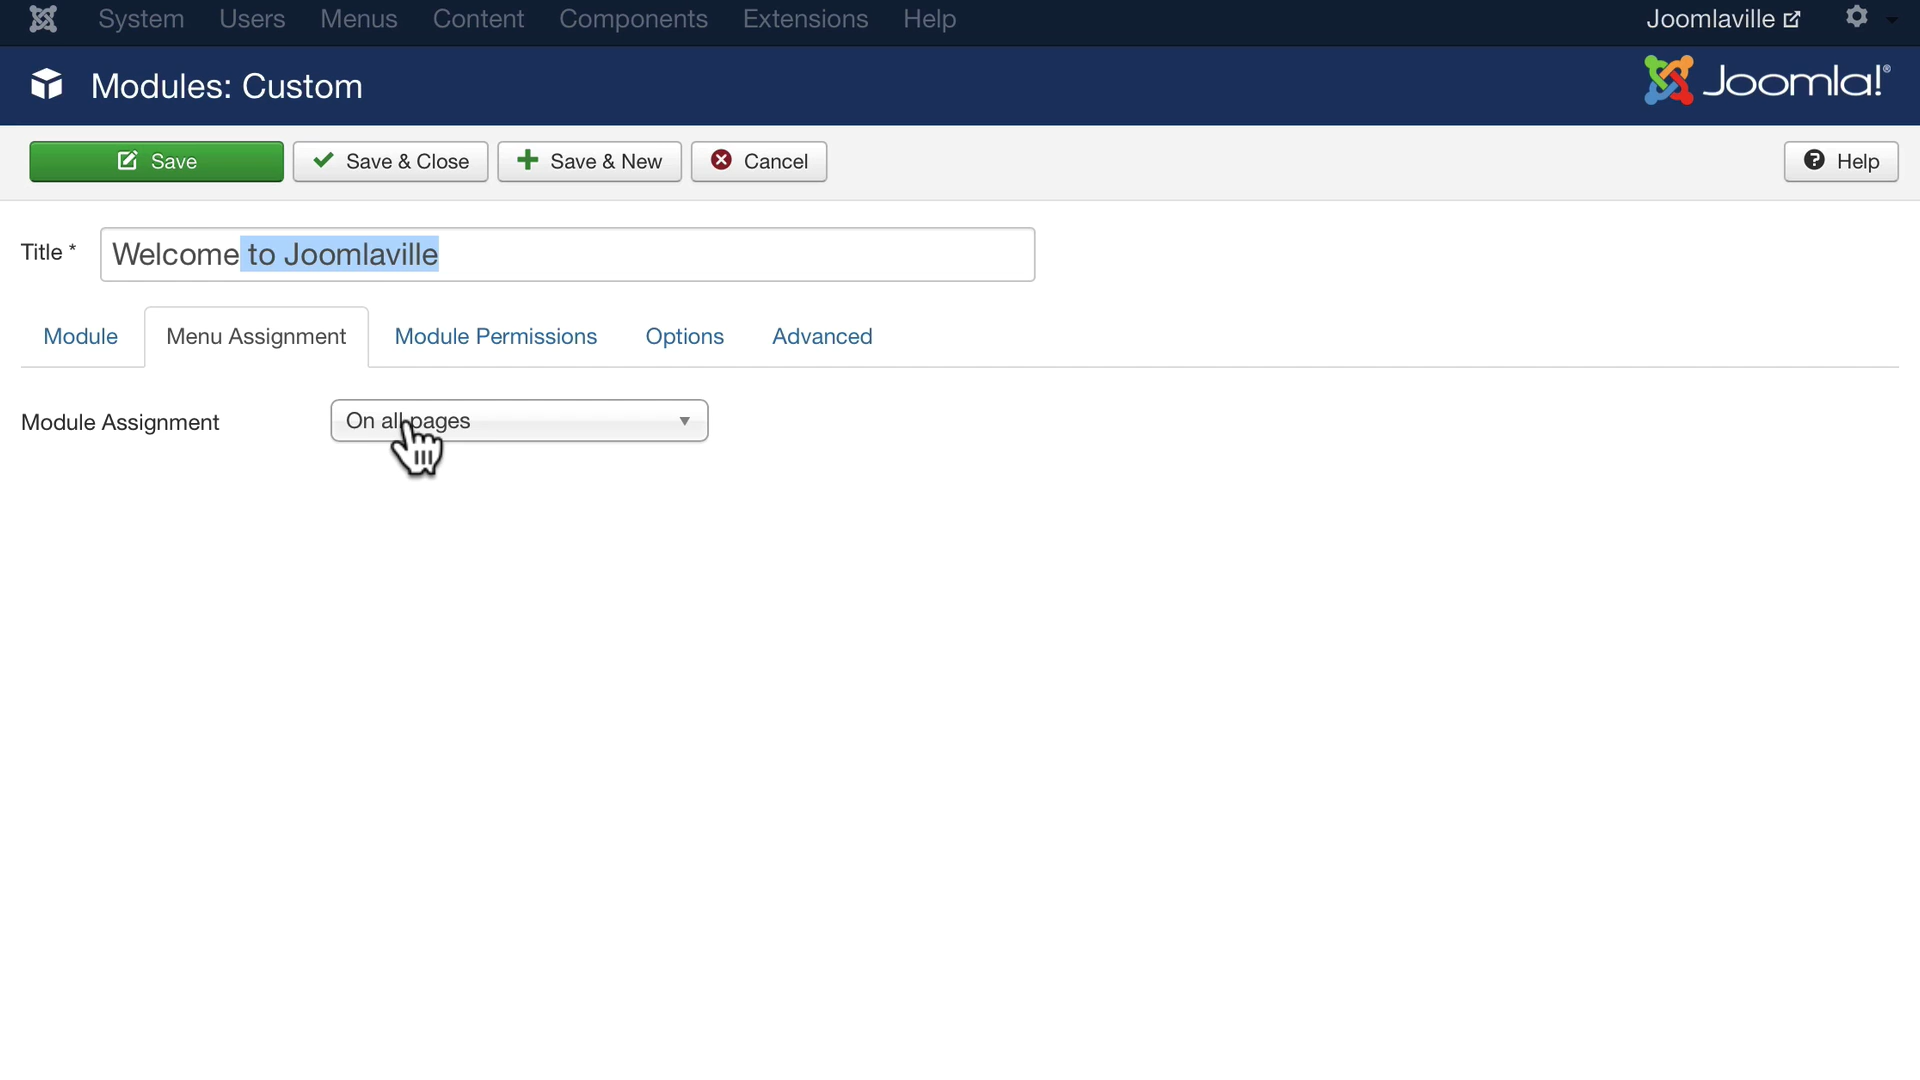 System Users Menus Content Components Extensions Help Joomlaville
Modules: Custom Joomla!®
Save Save & Close Save & New Cancel Help
Title * Welcome to Joomlaville
Module Menu Assignment Module Permissions Options Advanced
Module Assignment On all pages